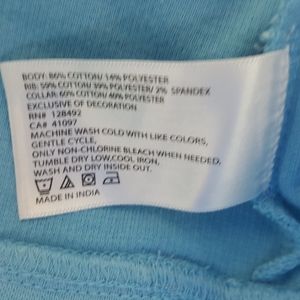 BODY: 86% COTTON/ 14% POLYESTER
RIB: 59% COTTON/ 39% POLYESTER/ 2% SPANDEX
COLLAR: 60% COTTON/ 40% POLYESTER
EXCLUSIVE OF DECORATION
RN# 128492
CA# 41097
MACHINE WASH COLD WITH LIKE COLORS,
GENTLE CYCLE,
ONLY NON-CHLORINE BLEACH WHEN NEEDED,
TUMBLE DRY LOW,COOL IRON,
WASH AND DRY INSIDE OUT.
MADE IN INDIA